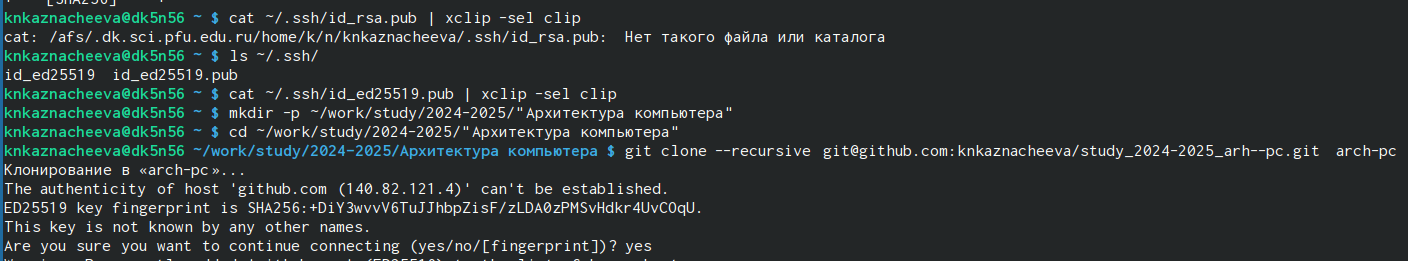 [SHA256]
knkaznacheeva@dk5n56 ~ $ cat ~/.ssh/id_rsa.pub | xclip -sel clip
cat: /afs/.dk.sci.pfu.edu.ru/home/k/n/knkaznacheeva/.ssh/id_rsa.pub: Нет такого файла или каталога
knkaznacheeva@dk5n56 ~ $ ls ~/.ssh/
id_ed25519  id_ed25519.pub
knkaznacheeva@dk5n56 ~ $ cat ~/.ssh/id_ed25519.pub | xclip -sel clip
knkaznacheeva@dk5n56 ~ $ mkdir -p ~/work/study/2024-2025/"Архитектура компьютера"
knkaznacheeva@dk5n56 ~ $ cd ~/work/study/2024-2025/"Архитектура компьютера"
knkaznacheeva@dk5n56 ~/work/study/2024-2025/Архитектура компьютера $ git clone --recursive git@github.com:knkaznacheeva/study_2024-2025_arh--pc.git arch-pc
Клонирование в «arch-pc»...
The authenticity of host 'github.com (140.82.121.4)' can't be established.
ED25519 key fingerprint is SHA256:+DiY3wvvV6TuJJhbpZisF/zLDA0zPMSvHdkr4UvCOqU.
This key is not known by any other names.
Are you sure you want to continue connecting (yes/no/[fingerprint])? yes